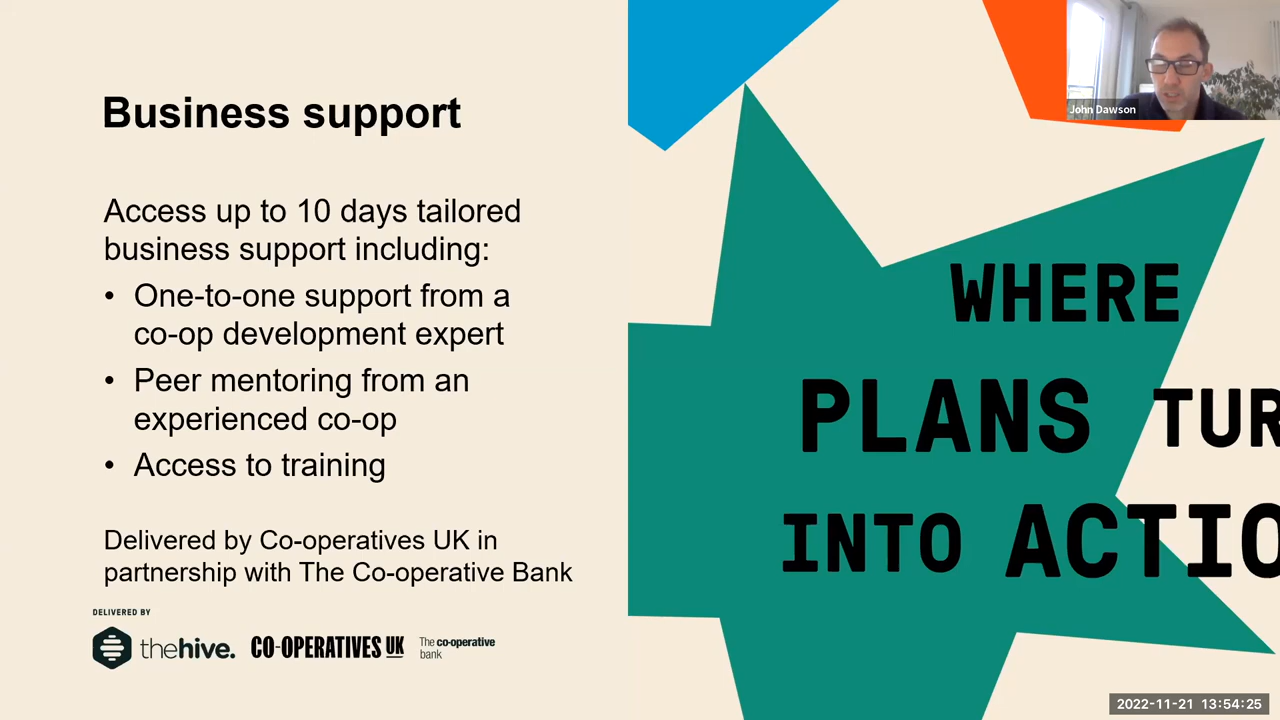 Business support
Access up to 10 days tailored
business support including:
• One-to-one support from a
co-op development expert
• Peer mentoring from an
experienced co-op
• Access to training
Delivered by Co-operatives UK in
partnership with The Co-operative Bank
DELIVERED BY
thehive.
CO-OPERATIVES UK
The co-operative
bank
John Dawson
WHERE
PLANS TUR
INTO ACTIO
2022-11-21 13:54:25